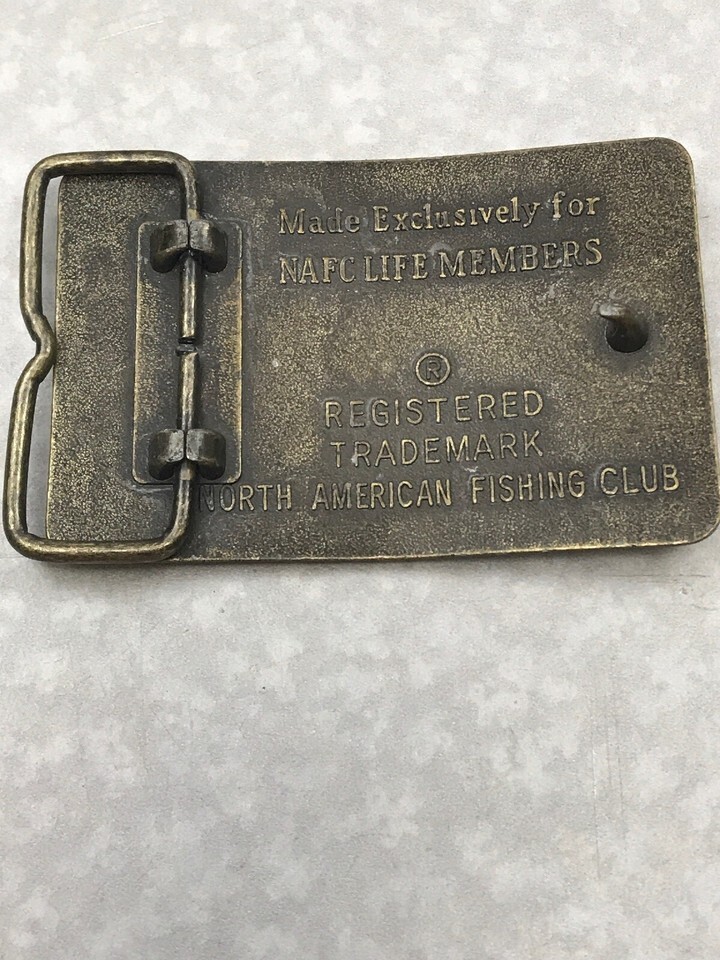 Made Exclusively for
NAFC LIFE MEMBERS
®
REGISTERED
TRADEMARK
NORTH AMERICAN FISHING CLUB